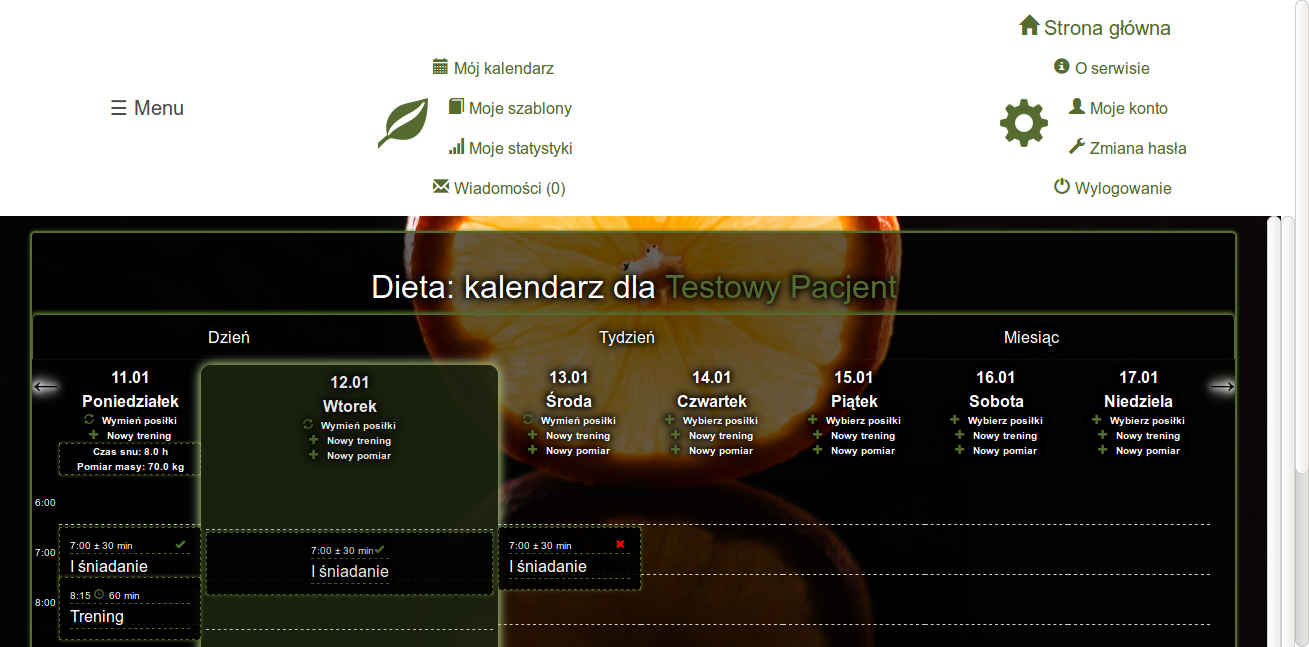 Strona główna
Mój kalendarz
O serwisie
☰ Menu
Moje szablony
Moje konto
Moje statystyki
Zmiana hasła
Wiadomości (0)
Wylogowanie
Dieta: kalendarz dla Testowy Pacjent
Dzień Tydzień Miesiąc
← 11.01 12.01 13.01 14.01 15.01 16.01 17.01 →
Poniedziałek Wtorek Środa Czwartek Piątek Sobota Niedziela
Wymień posiłki Wymień posiłki Wymień posiłki Wybierz posiłki Wybierz posiłki Wybierz posiłki Wybierz posiłki
Nowy trening Nowy trening Nowy trening Nowy trening Nowy trening Nowy trening Nowy trening
Czas snu: 8.0 h Nowy pomiar Nowy pomiar Nowy pomiar Nowy pomiar Nowy pomiar Nowy pomiar
Pomiar masy: 70.0 kg
6:00
7:00 ± 30 min 7:00 ± 30 min 7:00 ± 30 min
7:00
I śniadanie I śniadanie I śniadanie
8:15 60 min
8:00
Trening